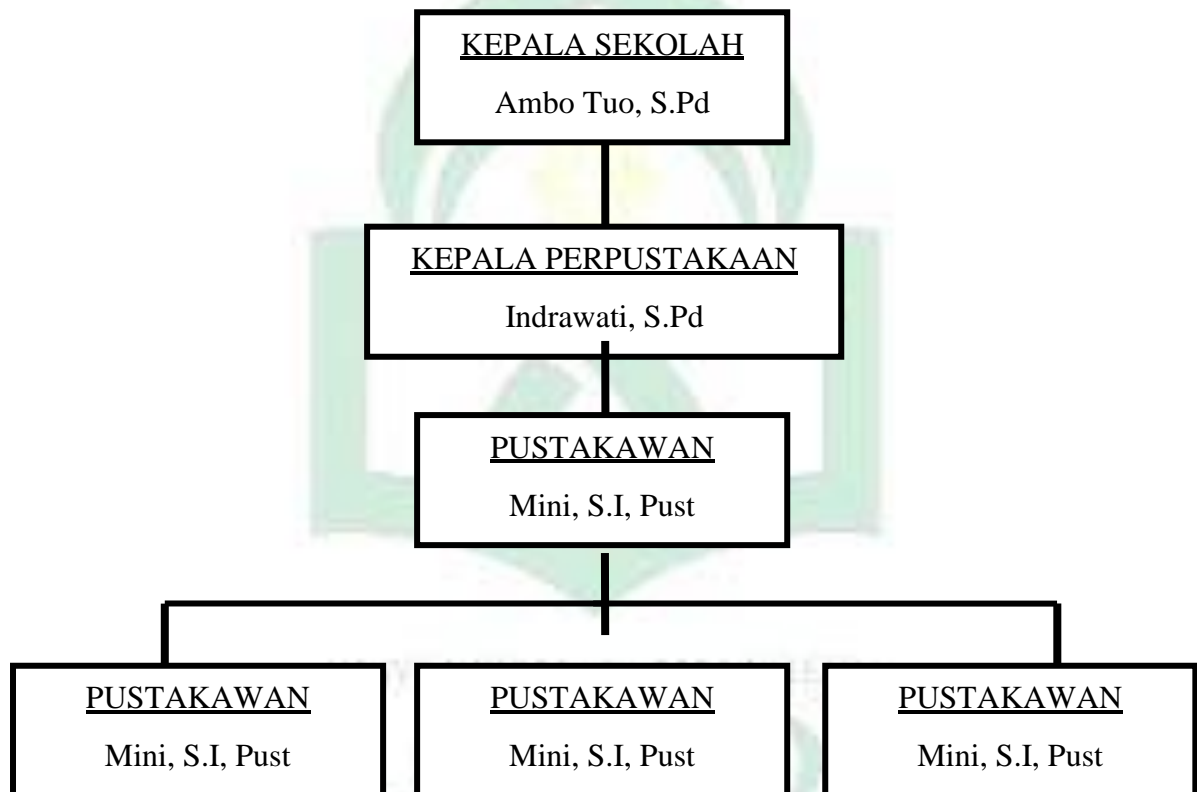 KEPALA SEKOLAH
Ambo Tuo, S.Pd
KEPALA PERPUSTAKAAN
Indrawati, S.Pd
PUSTAKAWAN
Mini, S.I, Pust
PUSTAKAWAN
Mini, S.I, Pust
PUSTAKAWAN
Mini, S.I, Pust
PUSTAKAWAN
Mini, S.I, Pust